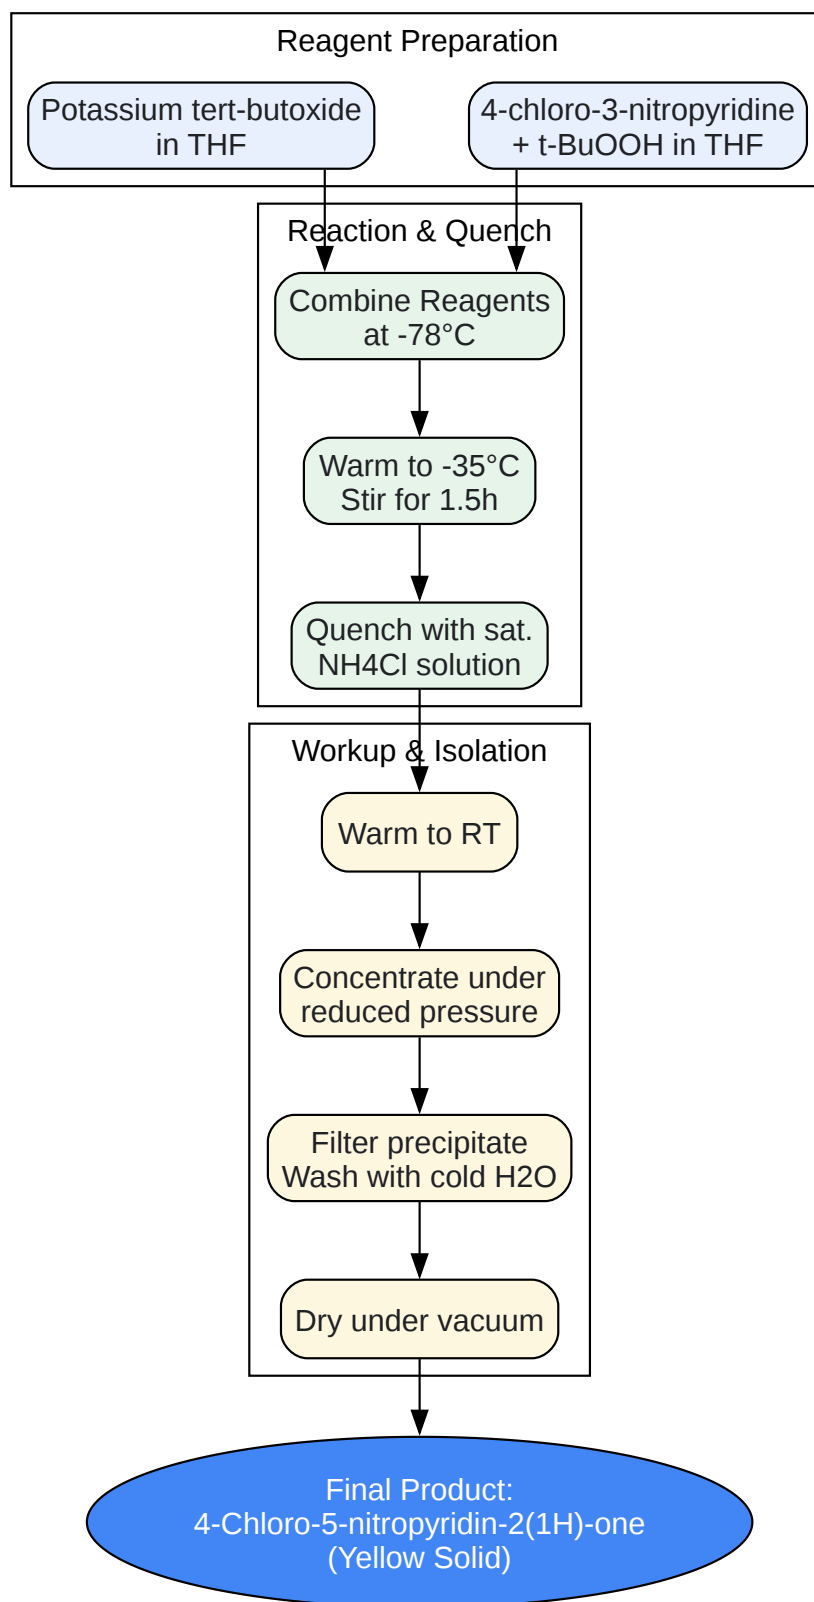 Reagent Preparation
Potassium tert-butoxide
in THF
4-chloro-3-nitropyridine
+ t-BuOOH in THF
Reaction & Quench
Combine Reagents
at -78°C
Warm to -35°C
Stir for 1.5h
Quench with sat.
NH4Cl solution
Workup & Isolation
Warm to RT
Concentrate under
reduced pressure
Filter precipitate
Wash with cold H2O
Dry under vacuum
Final Product:
4-Chloro-5-nitropyridin-2(1H)-one
(Yellow Solid)